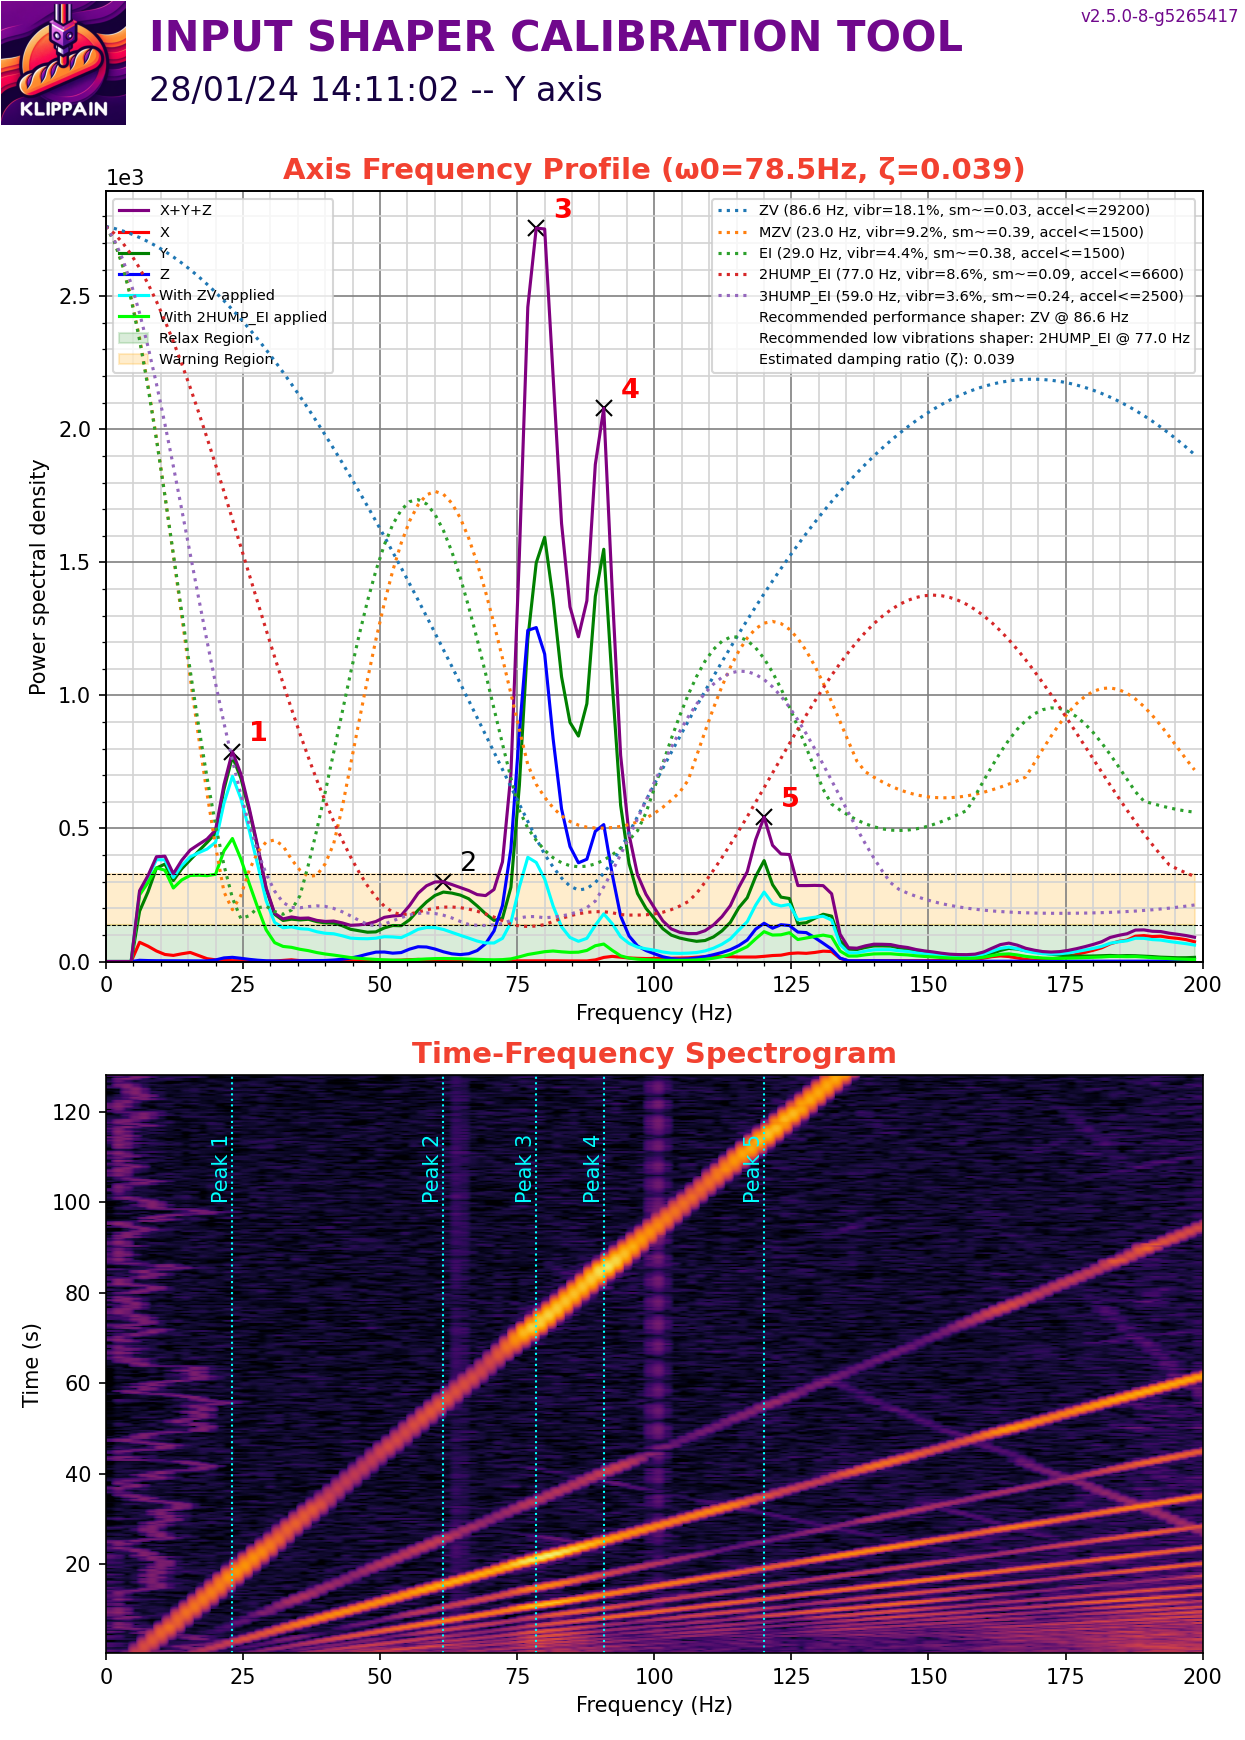 v2.5.0-8-g5265417
INPUT SHAPER CALIBRATION TOOL
28/01/24 14:11:02 -- Y axis
KLIPPAIN
Axis Frequency Profile (ω0=78.5Hz, ζ=0.039)
1e3
X+Y+Z
X
Y
Z
With ZV applied
With 2HUMP_EI applied
Relax Region
Warning Region
ZV (86.6 Hz, vibr=18.1%, sm~=0.03, accel<=29200)
MZV (23.0 Hz, vibr=9.2%, sm~=0.39, accel<=1500)
EI (29.0 Hz, vibr=4.4%, sm~=0.38, accel<=1500)
2HUMP_EI (77.0 Hz, vibr=8.6%, sm~=0.09, accel<=6600)
3HUMP_EI (59.0 Hz, vibr=3.6%, sm~=0.24, accel<=2500)
Recommended performance shaper: ZV @ 86.6 Hz
Recommended low vibrations shaper: 2HUMP_EI @ 77.0 Hz
Estimated damping ratio (ζ): 0.039
1
2
3
4
5
Power spectral density
2.5
2.0
1.5
1.0
0.5
0.0
0 25 50 75 100 125 150 175 200
Frequency (Hz)
Time-Frequency Spectrogram
Peak 1
Peak 2
Peak 3
Peak 4
Peak 5
Time (s)
120
100
80
60
40
20
0 25 50 75 100 125 150 175 200
Frequency (Hz)